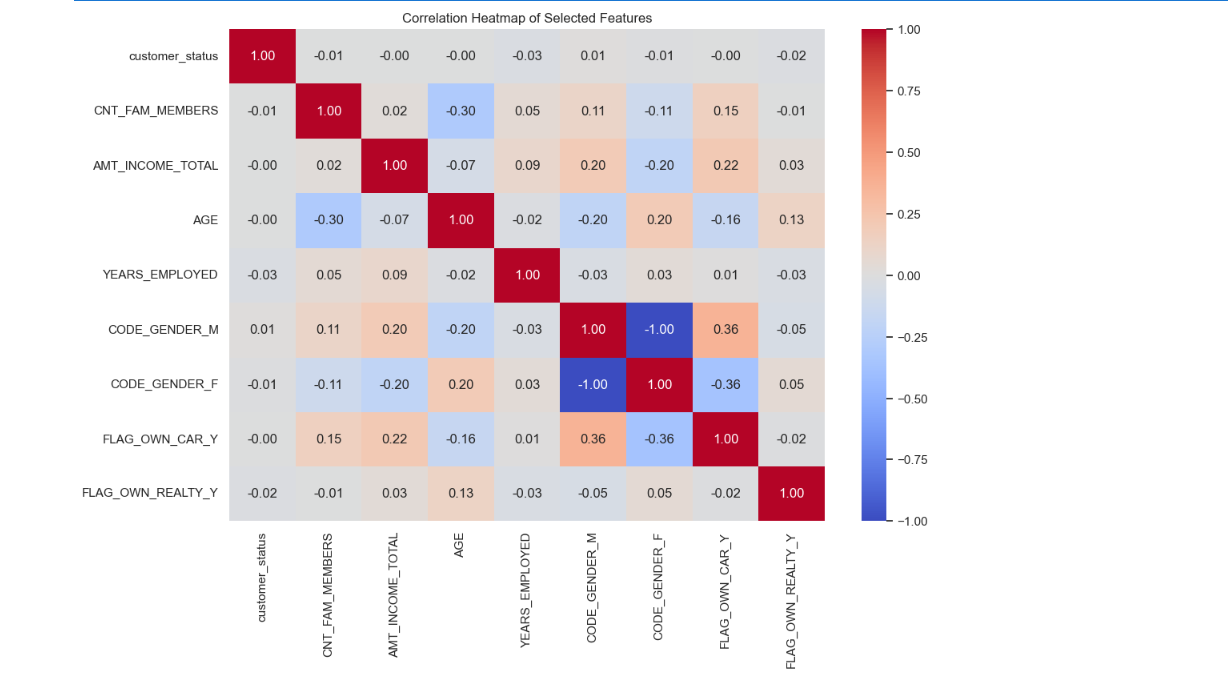 Correlation Heatmap of Selected Features
customer_status 1.00 -0.01 -0.00 -0.00 -0.03 0.01 -0.01 -0.00 -0.02
CNT_FAM_MEMBERS -0.01 1.00 0.02 -0.30 0.05 0.11 -0.11 0.15 -0.01
AMT_INCOME_TOTAL -0.00 0.02 1.00 -0.07 0.09 0.20 -0.20 0.22 0.03
AGE -0.00 -0.30 -0.07 1.00 -0.02 -0.20 0.20 -0.16 0.13
YEARS_EMPLOYED -0.03 0.05 0.09 -0.02 1.00 -0.03 0.03 0.01 -0.03
CODE_GENDER_M 0.01 0.11 0.20 -0.20 -0.03 1.00 -1.00 0.36 -0.05
CODE_GENDER_F -0.01 -0.11 -0.20 0.20 0.03 -1.00 1.00 -0.36 0.05
FLAG_OWN_CAR_Y -0.00 0.15 0.22 -0.16 0.01 0.36 -0.36 1.00 -0.02
FLAG_OWN_REALTY_Y -0.02 -0.01 0.03 0.13 -0.03 -0.05 0.05 -0.02 1.00
customer_status
CNT_FAM_MEMBERS
AMT_INCOME_TOTAL
AGE
YEARS_EMPLOYED
CODE_GENDER_M
CODE_GENDER_F
FLAG_OWN_CAR_Y
FLAG_OWN_REALTY_Y
1.00
0.75
0.50
0.25
0.00
−0.25
−0.50
−0.75
−1.00